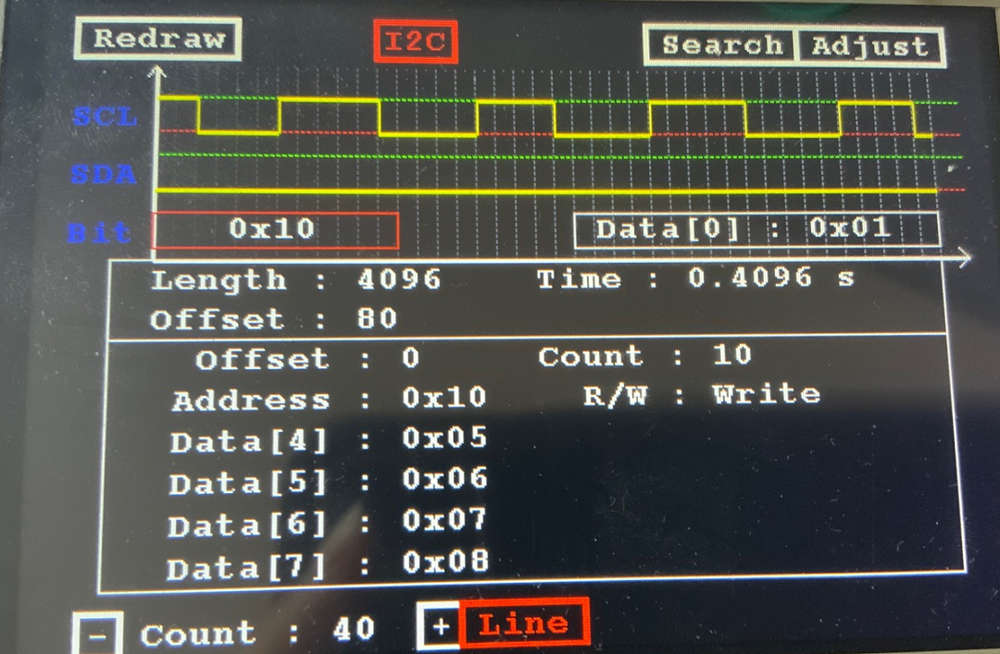 Redraw I2C Search Adjust
SCL
SDA
Bit 0x10 Data[0] : 0x01
Length : 4096 Time : 0.4096 s
Offset : 80
Offset : 0 Count : 10
Address : 0x10 R/W : Write
Data[4] : 0x05
Data[5] : 0x06
Data[6] : 0x07
Data[7] : 0x08
- Count : 40 + Line